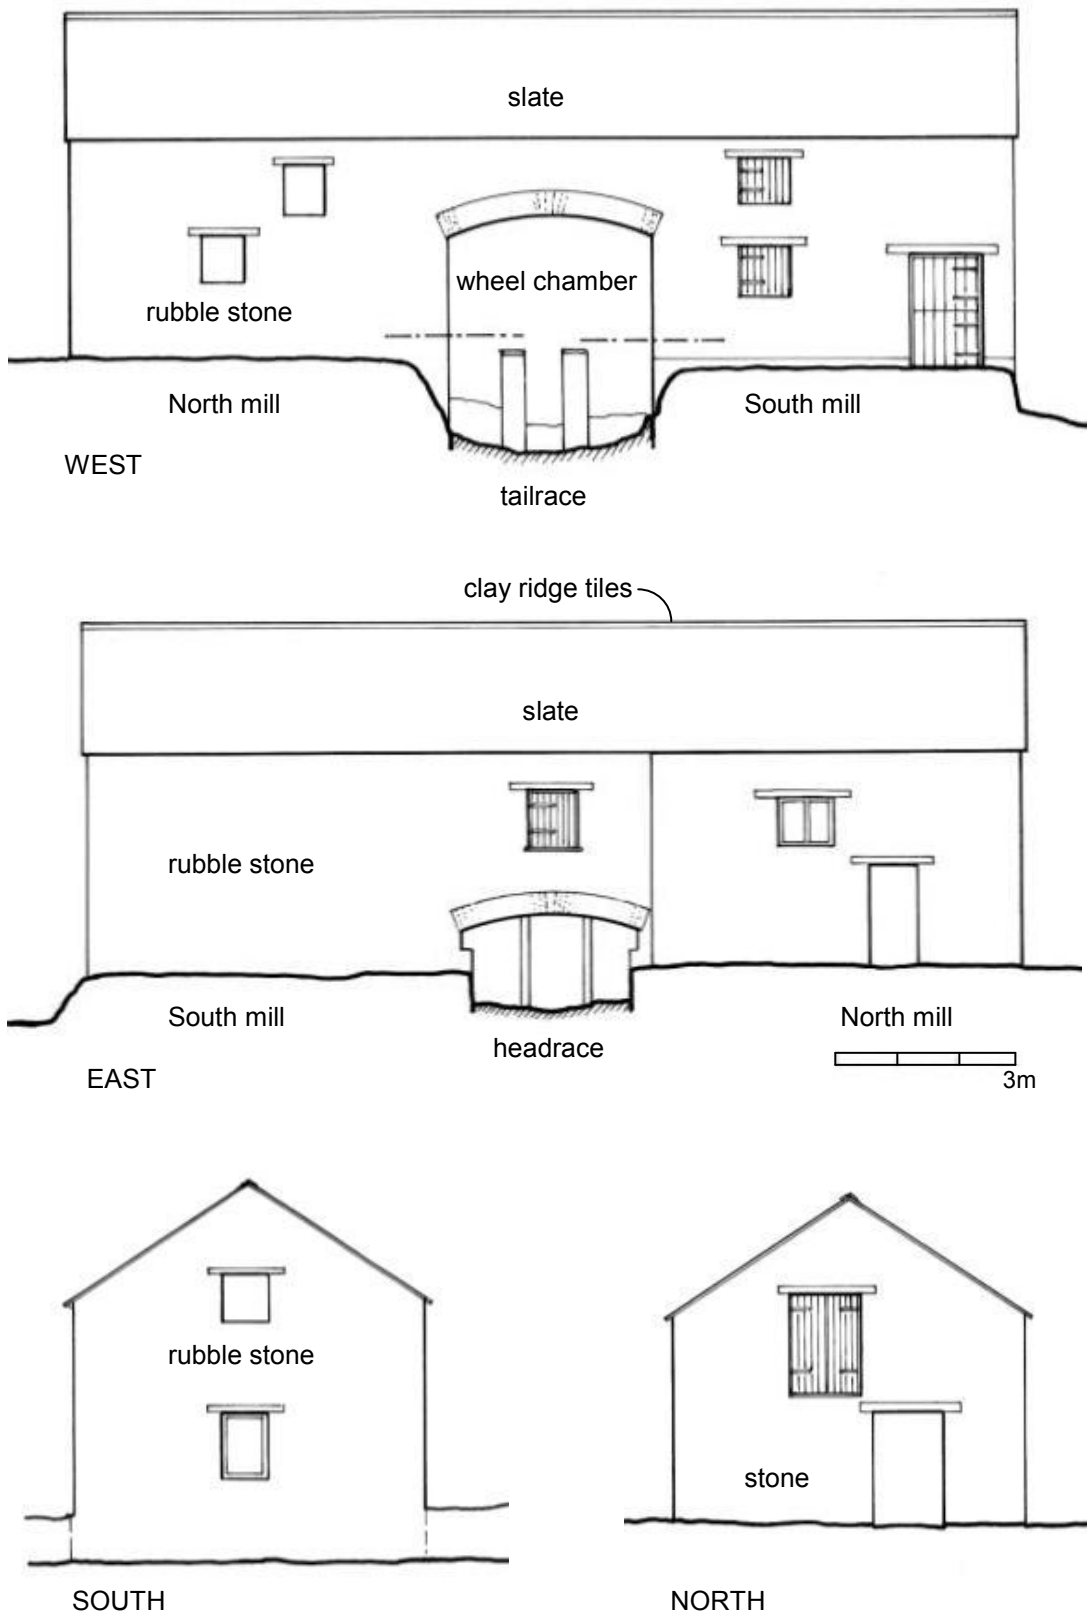 slate
wheel chamber
rubble stone
North mill
South mill
WEST
tailrace
clay ridge tiles
slate
rubble stone
South mill
North mill
headrace
3m
EAST
rubble stone
stone
SOUTH
NORTH